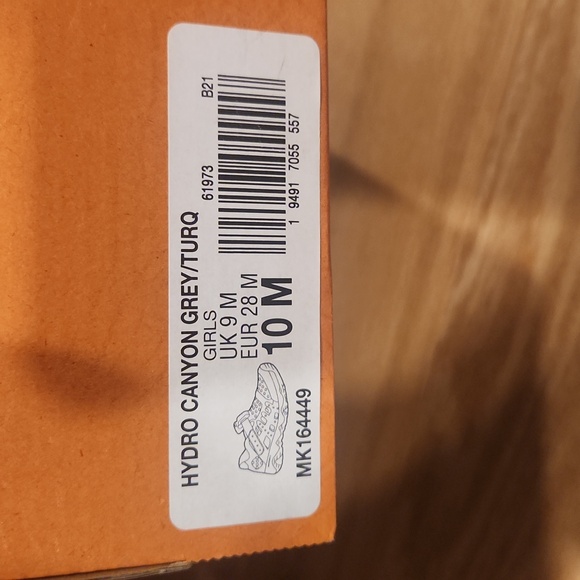 HYDRO CANYON GREY/TURQ
GIRLS
UK 9 M
EUR 28 M
10 M
MK164449
61973 B21
1 9491 7055 557